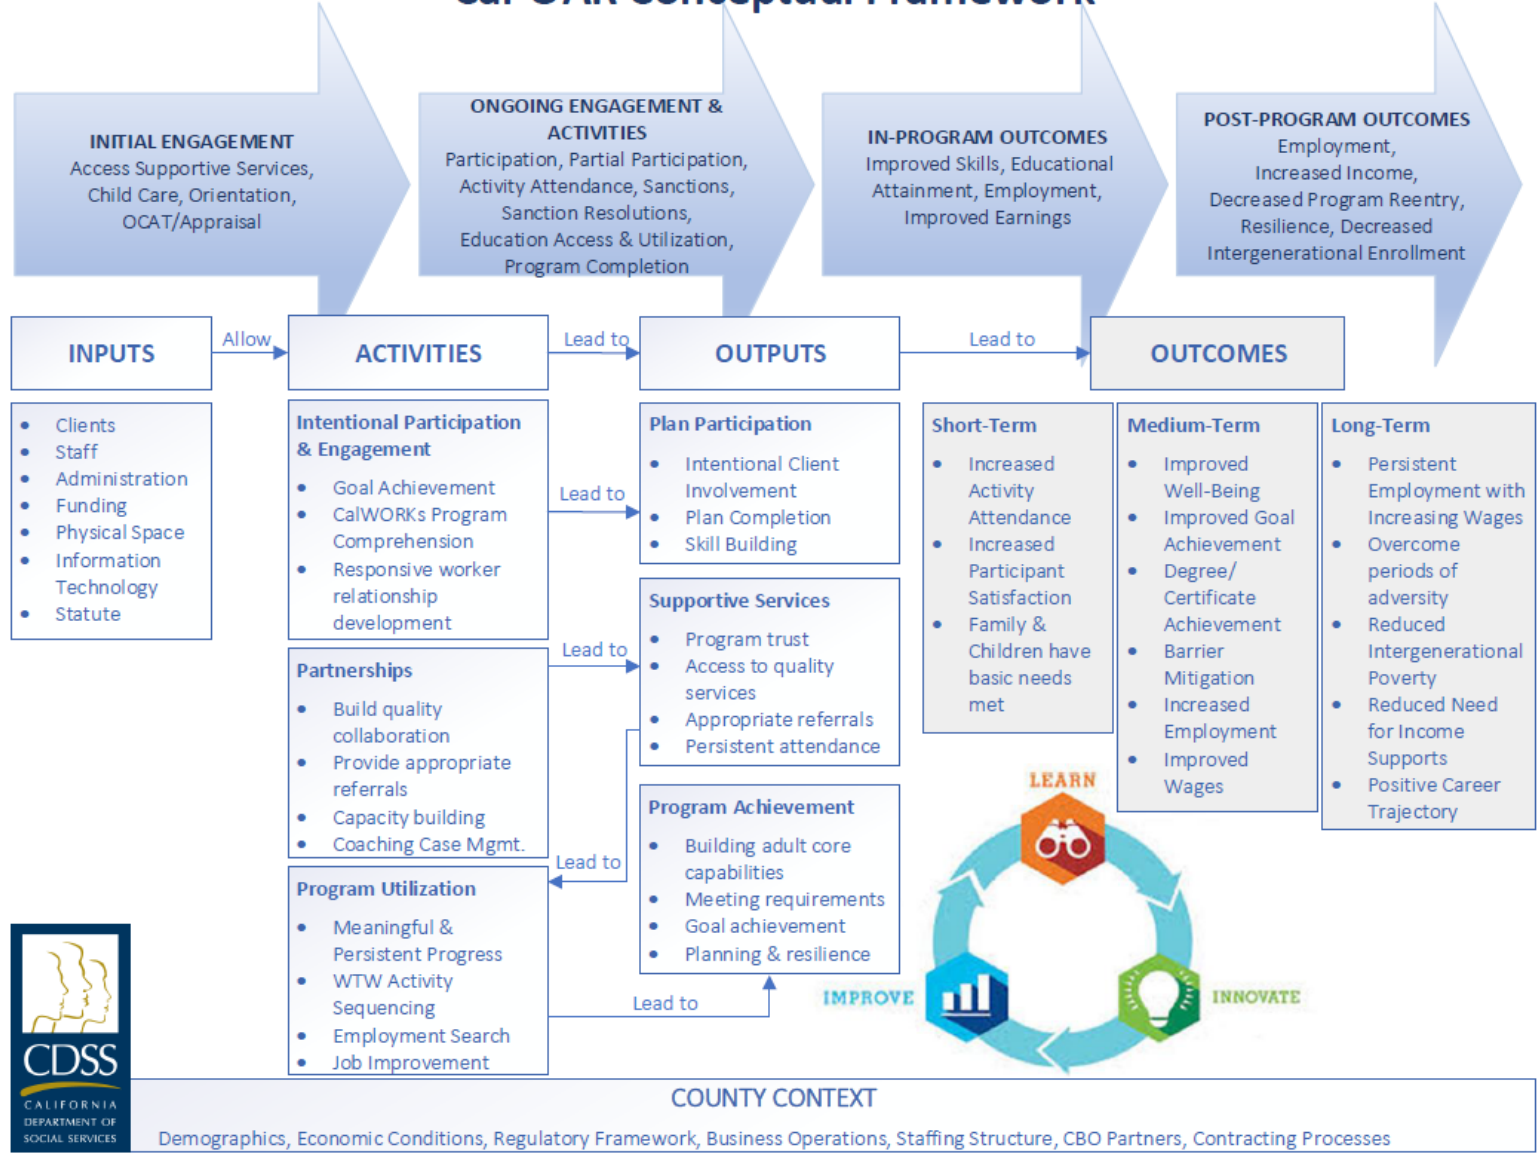 Cal-OAR Conceptual Framework
INITIAL ENGAGEMENT
Access Supportive Services,
Child Care, Orientation,
OCAT/Appraisal
ONGOING ENGAGEMENT &
ACTIVITIES
Participation, Partial Participation,
Activity Attendance, Sanctions,
Sanction Resolutions,
Education Access & Utilization,
Program Completion
IN-PROGRAM OUTCOMES
Improved Skills, Educational
Attainment, Employment,
Improved Earnings
POST-PROGRAM OUTCOMES
Employment,
Increased Income,
Decreased Program Reentry,
Resilience, Decreased
Intergenerational Enrollment
INPUTS
Allow
ACTIVITIES
Lead to
OUTPUTS
Lead to
OUTCOMES
• Clients
• Staff
• Administration
• Funding
• Physical Space
• Information
Technology
• Statute
Intentional Participation
& Engagement
• Goal Achievement
• CalWORKs Program
Comprehension
• Responsive worker
relationship
development
Lead to
Plan Participation
• Intentional Client
Involvement
• Plan Completion
• Skill Building
Partnerships
• Build quality
collaboration
• Provide appropriate
referrals
• Capacity building
• Coaching Case Mgmt.
Lead to
Supportive Services
• Program trust
• Access to quality
services
• Appropriate referrals
• Persistent attendance
Lead to
Program Utilization
• Meaningful &
Persistent Progress
• WTW Activity
Sequencing
• Employment Search
• Job Improvement
Lead to
Program Achievement
• Building adult core
capabilities
• Meeting requirements
• Goal achievement
• Planning & resilience
Short-Term
• Increased
Activity
Attendance
• Increased
Participant
Satisfaction
• Family &
Children have
basic needs
met
Medium-Term
• Improved
Well-Being
• Improved Goal
Achievement
• Degree/
Certificate
Achievement
• Barrier
Mitigation
• Increased
Employment
• Improved
Wages
Long-Term
• Persistent
Employment with
Increasing Wages
• Overcome
periods of
adversity
• Reduced
Intergenerational
Poverty
• Reduced Need
for Income
Supports
• Positive Career
Trajectory
LEARN
IMPROVE
INNOVATE
CDSS
CALIFORNIA
DEPARTMENT OF
SOCIAL SERVICES
COUNTY CONTEXT
Demographics, Economic Conditions, Regulatory Framework, Business Operations, Staffing Structure, CBO Partners, Contracting Processes